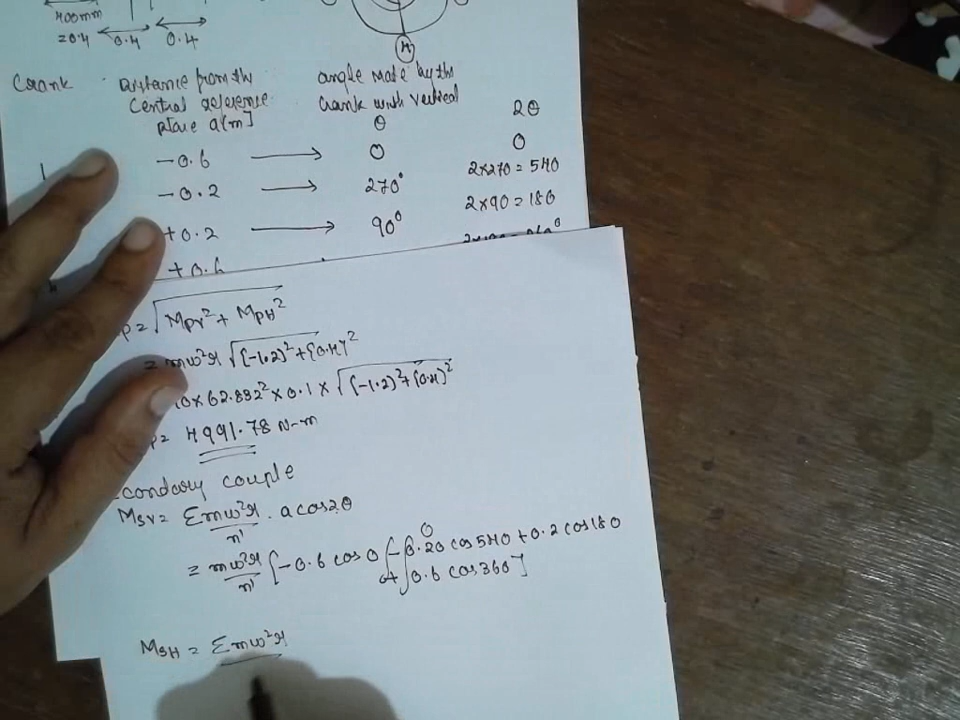 400mm
=0.4 0.4 0.4
Crank Distance from the angle made by the
Central reference crank with vertical 2θ
plane a[m] θ
-0.6 0 0
-0.2 270° 2×270 = 540
+0.2 90° 2×90 = 180
+0.6
P = √Mpv² + MpH²
= mω²r √(-1.2)² + (0.4)²
0 × 62.832² × 0.1 × √(-1.2)² + (0.4)²
P = 4991.78 N-m
econdary couple
MSV = Σmω²r/n' . a cos2θ
= mω²r/n' [-0.6 cos 0 - 0.20 cos 540 + 0.2 cos 180
+ 0.6 cos 360]
MSH = Σmω²r